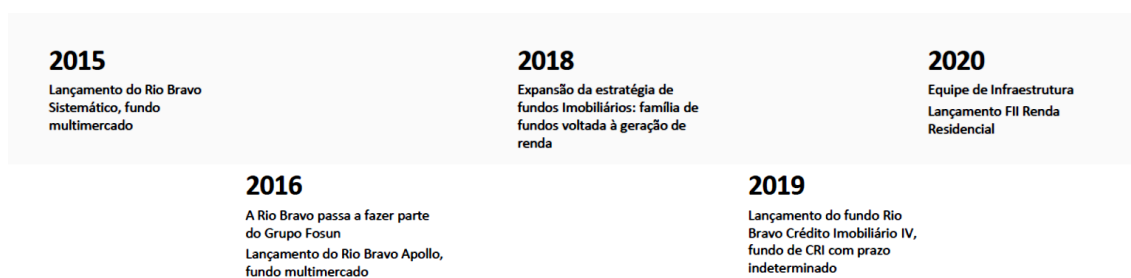 2015
Lançamento do Rio Bravo
Sistemático, fundo
multimercado
2016
A Rio Bravo passa a fazer parte
do Grupo Fosun
Lançamento do Rio Bravo Apollo,
fundo multimercado
2018
Expansão da estratégia de
fundos Imobiliários: família de
fundos voltada à geração de
renda
2019
Lançamento do fundo Rio
Bravo Crédito Imobiliário IV,
fundo de CRI com prazo
indeterminado
2020
Equipe de Infraestrutura
Lançamento FII Renda
Residencial